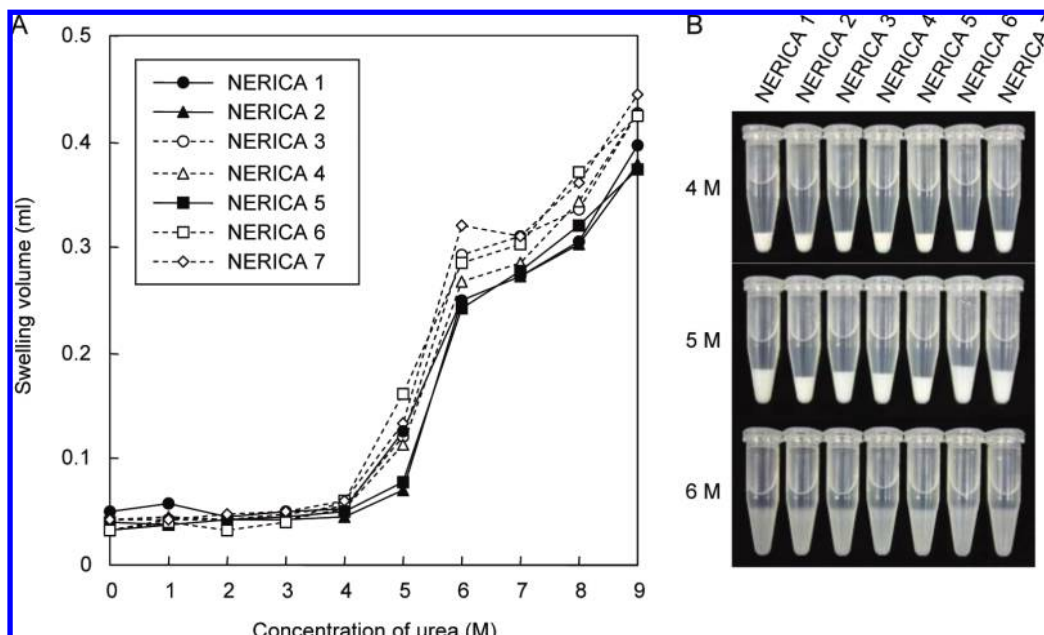 A
0.5
0.4
0.3
0.2
0.1
0
Swelling volume (ml)
NERICA 1
NERICA 2
NERICA 3
NERICA 4
NERICA 5
NERICA 6
NERICA 7
0 1 2 3 4 5 6 7 8 9
Concentration of urea (M)
B
NERICA 1 NERICA 2 NERICA 3 NERICA 4 NERICA 5 NERICA 6 NERICA 7
4 M
5 M
6 M